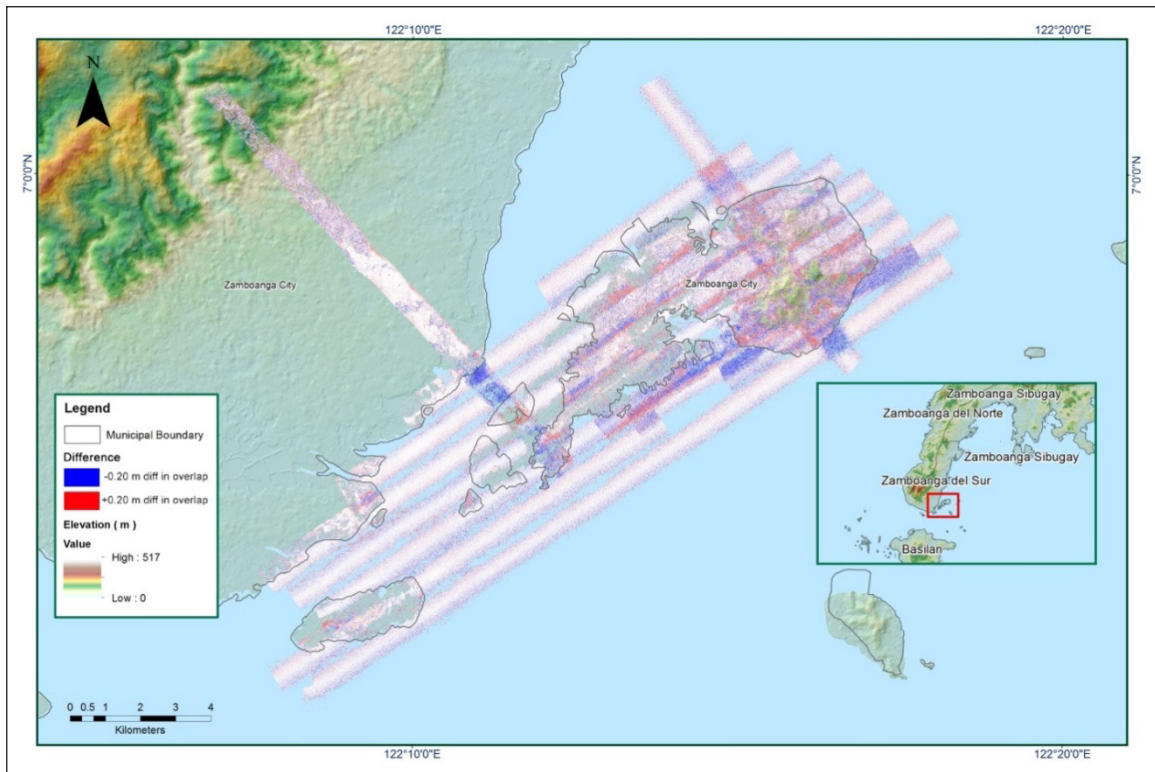 122°10'0"E
122°20'0"E
N
7°0'0"N
7°0'0"N
Zamboanga City
Zamboanga City
Legend
Municipal Boundary
Difference
-0.20 m diff in overlap
+0.20 m diff in overlap
Elevation ( m )
Value
High : 517
Low : 0
Zamboanga Sibugay
Zamboanga del Norte
Zamboanga Sibugay
Zamboanga del Sur
Basilan
0 0.5 1 2 3 4
Kilometers
122°10'0"E
122°20'0"E